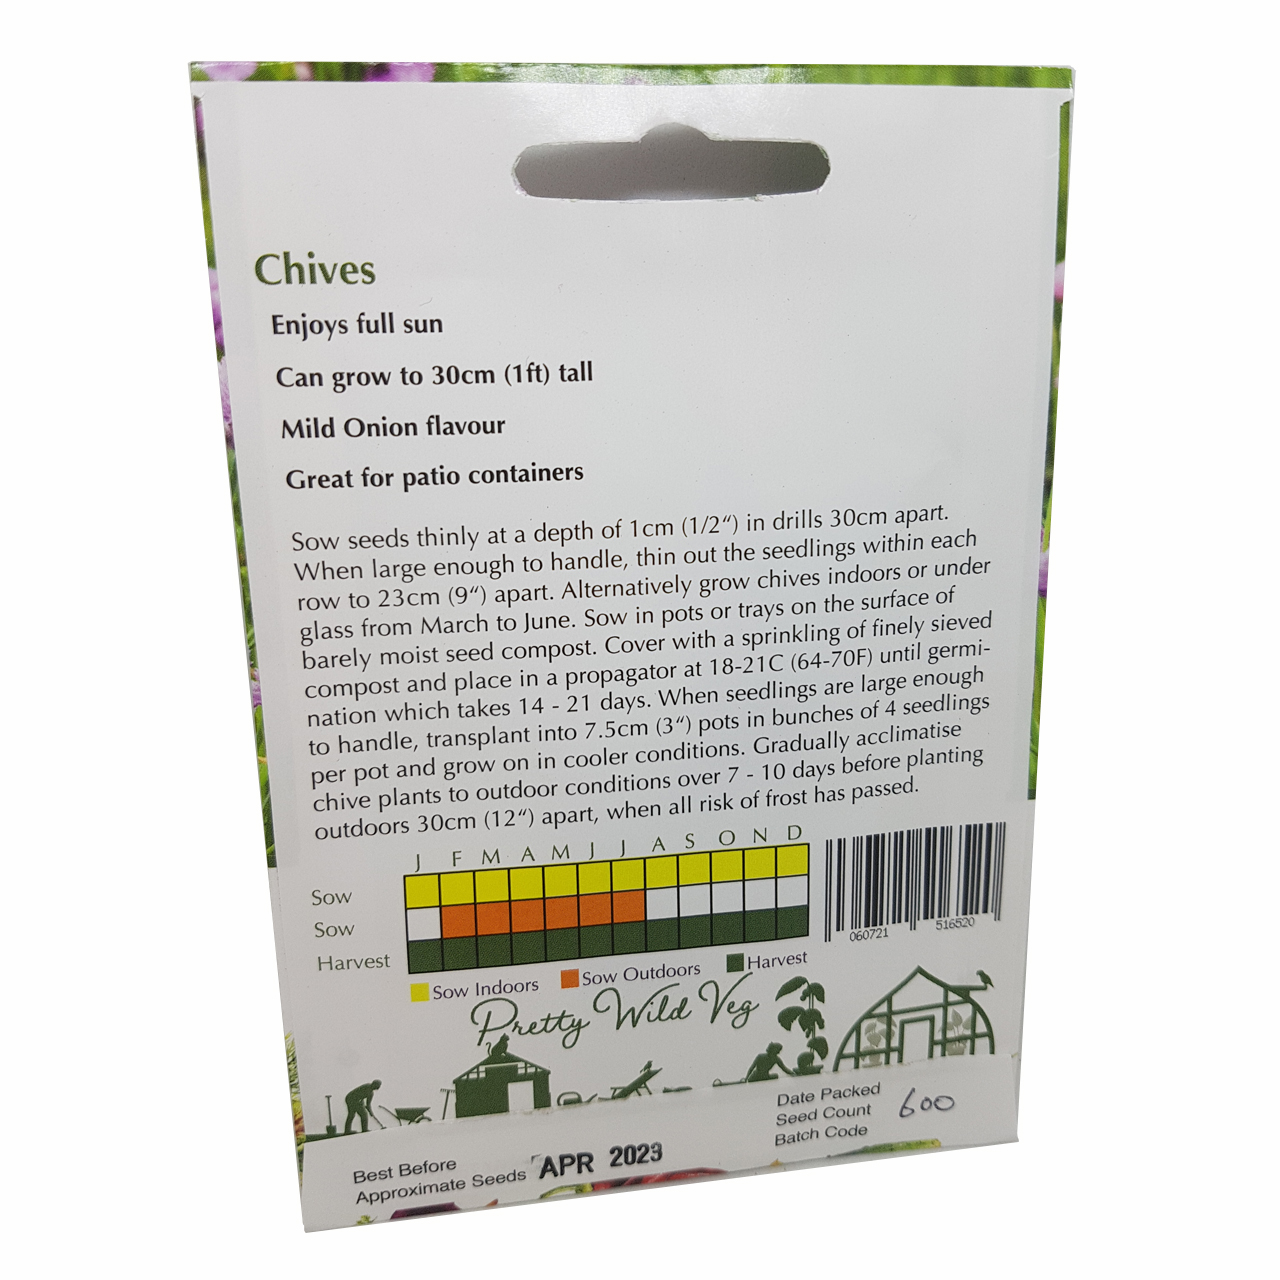 Chives
Enjoys full sun
Can grow to 30cm (1ft) tall
Mild Onion flavour
Great for patio containers
Sow seeds thinly at a depth of 1cm (1/2“) in drills 30cm apart.
When large enough to handle, thin out the seedlings within each
row to 23cm (9“) apart. Alternatively grow chives indoors or under
glass from March to June. Sow in pots or trays on the surface of
barely moist seed compost. Cover with a sprinkling of finely sieved
compost and place in a propagator at 18-21C (64-70F) until germi-
nation which takes 14 - 21 days. When seedlings are large enough
to handle, transplant into 7.5cm (3“) pots in bunches of 4 seedlings
per pot and grow on in cooler conditions. Gradually acclimatise
chive plants to outdoor conditions over 7 - 10 days before planting
outdoors 30cm (12“) apart, when all risk of frost has passed.
J F M A M J J A S O N D
Sow
Sow
Harvest
Sow Indoors Sow Outdoors Harvest
060721 516520
Pretty Wild Veg
Date Packed
Seed Count 600
Batch Code
Best Before APR 2023
Approximate Seeds